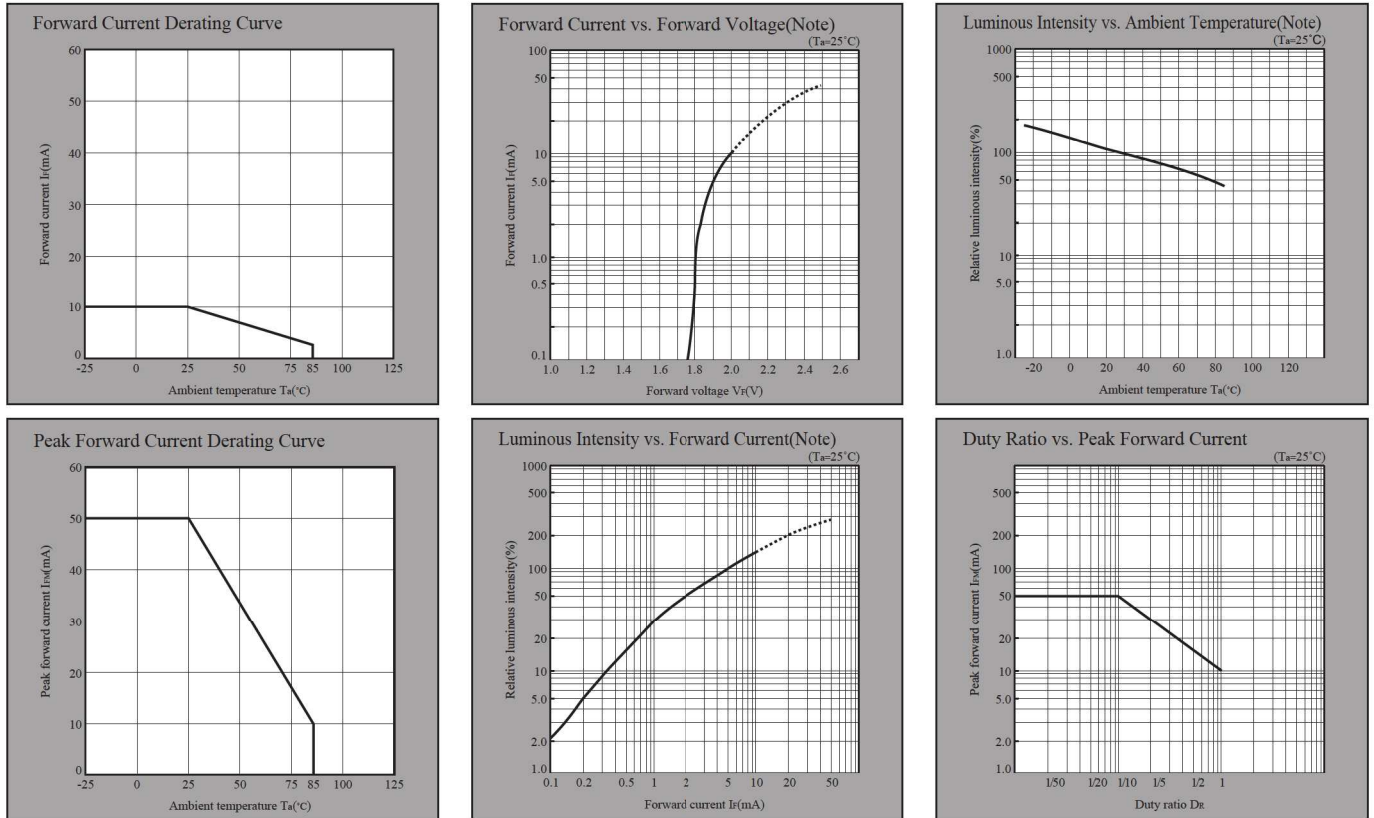 Forward Current Derating Curve
60
50
40
30
20
10
0
-25 0 25 50 75 85 100 125
Forward current IF(mA)
Ambient temperature Ta(°C)
Forward Current vs. Forward Voltage(Note)
(Ta=25°C)
100
50
10
5.0
1.0
0.5
0.1
1.0 1.2 1.4 1.6 1.8 2.0 2.2 2.4 2.6
Forward current IF(mA)
Forward voltage VF(V)
Luminous Intensity vs. Ambient Temperature(Note)
(Ta=25°C)
1000
500
100
50
10
5.0
1.0
-20 0 20 40 60 80 100 120
Relative luminous intensity(%)
Ambient temperature Ta(°C)
Peak Forward Current Derating Curve
60
50
40
30
20
10
0
-25 0 25 50 75 85 100 125
Peak forward current IFM(mA)
Ambient temperature Ta(°C)
Luminous Intensity vs. Forward Current(Note)
(Ta=25°C)
1000
500
200
100
50
20
10
5.0
2.0
1.0
0.1 0.2 0.5 1 2 5 10 20 50
Relative luminous intensity(%)
Forward current IF(mA)
Duty Ratio vs. Peak Forward Current
(Ta=25°C)
500
200
100
50
20
10
5.0
2.0
1.0
1/50 1/20 1/10 1/5 1/2 1
Peak forward current IFM(mA)
Duty ratio DR